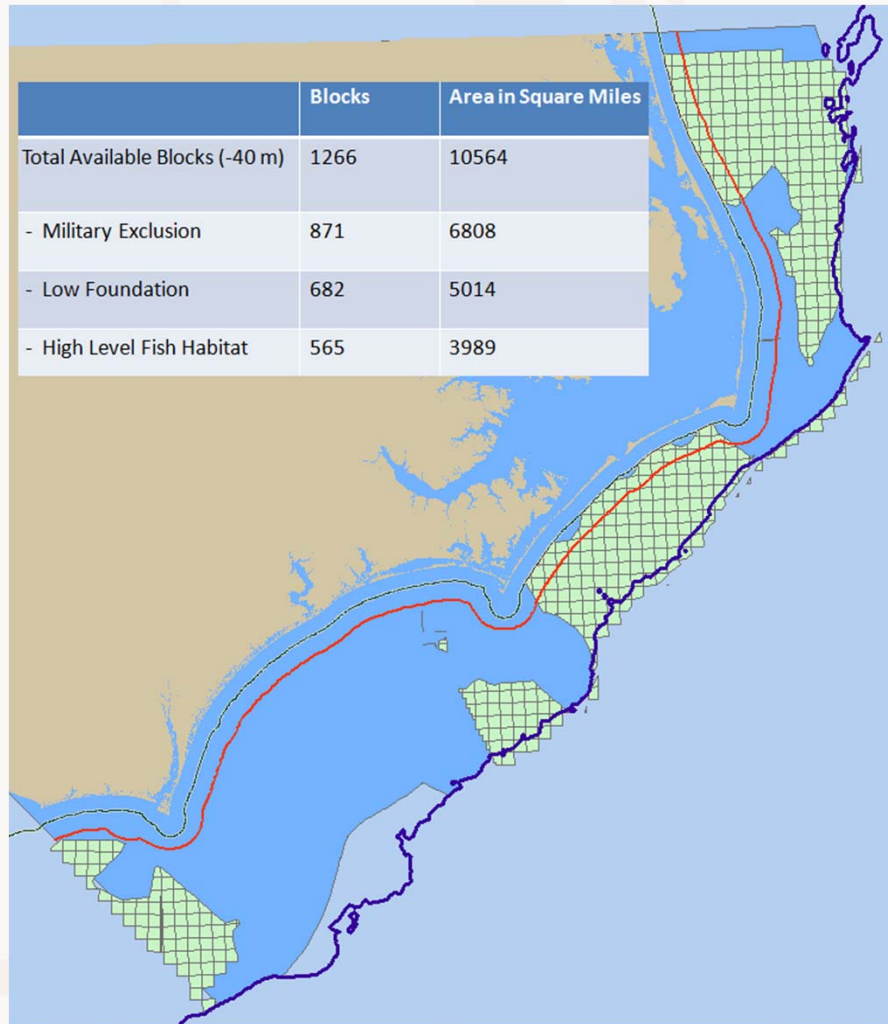 Blocks Area in Square Miles
Total Available Blocks (-40 m) 1266 10564
- Military Exclusion 871 6808
- Low Foundation 682 5014
- High Level Fish Habitat 565 3989